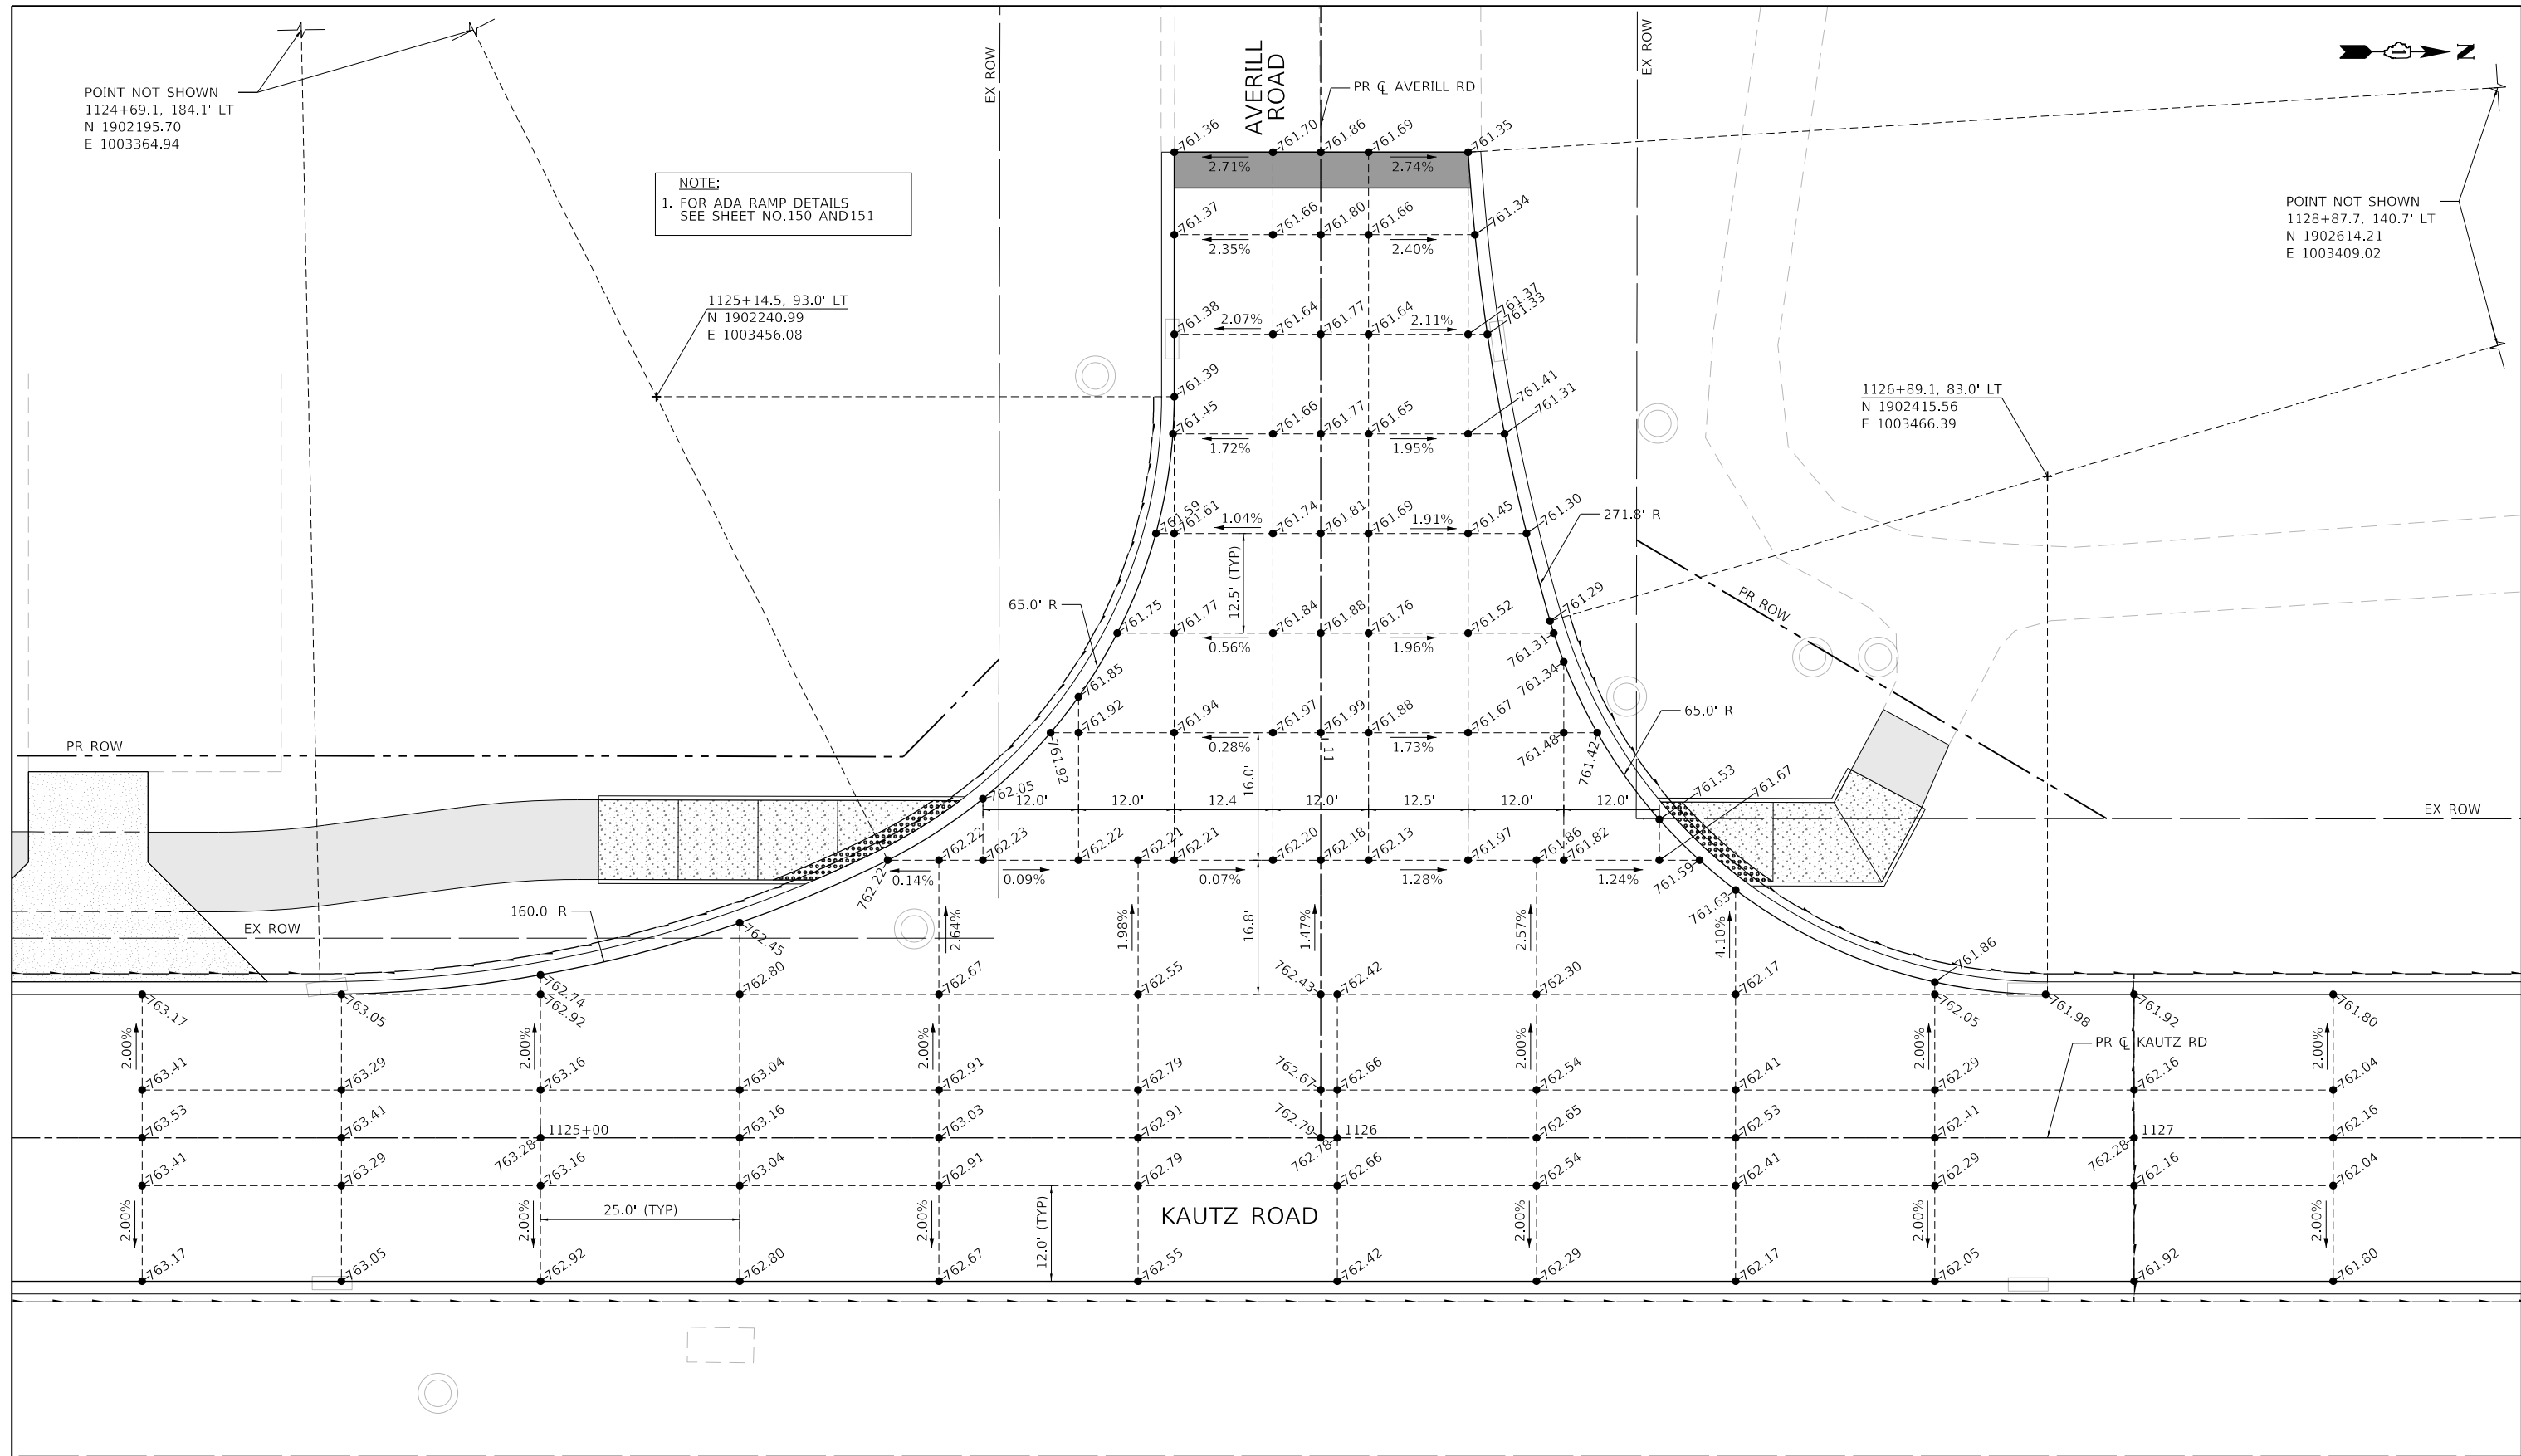 POINT NOT SHOWN
1124+69.1, 184.1' LT
N 1902195.70
E 1003364.94
NOTE:
1. FOR ADA RAMP DETAILS
SEE SHEET NO.150 AND151
1125+14.5, 93.0' LT
N 1902240.99
E 1003456.08
EX ROW
AVERILL
ROAD
PR ℄ AVERILL RD
EX ROW
N
POINT NOT SHOWN
1128+87.7, 140.7' LT
N 1902614.21
E 1003409.02
1126+89.1, 83.0' LT
N 1902415.56
E 1003466.39
761.36 761.70 761.86 761.69 761.35
2.71% 2.74%
761.37 761.66 761.80 761.66 761.34
2.35% 2.40%
761.38 761.64 761.77 761.64 761.37 761.33
2.07% 2.11%
761.39
761.45 761.66 761.77 761.65 761.41 761.31
1.72% 1.95%
761.59 761.61 761.74 761.81 761.69 761.45 761.30
1.04% 1.91%
271.8' R
12.5' (TYP)
65.0' R
761.75 761.77 761.84 761.88 761.76 761.52 761.29
761.31
0.56% 1.96%
PR ROW
761.34
761.85
761.92 761.94 761.97 761.99 761.88 761.67 761.48 761.42
761.92
0.28% 11 1.73%
65.0' R
PR ROW
762.05
12.0' 12.0' 12.4' 12.0' 12.5' 12.0' 12.0'
16.0'
761.53 761.67
EX ROW
762.22 762.22 762.23 762.22 762.21 762.21 762.20 762.18 762.13 761.97 761.86 761.82
761.59
0.14% 0.09% 0.07% 1.28% 1.24%
761.63
160.0' R
EX ROW
2.64% 1.98% 16.8' 1.47% 2.57% 4.10%
762.45
762.74
761.86
763.17 763.05 762.92 762.80 762.67 762.55 762.43 762.42 762.30 762.17 762.05 761.98 761.92 761.80
2.00% 2.00% 2.00% 2.00% 2.00% 2.00%
PR ℄ KAUTZ RD
763.41 763.29 763.16 763.04 762.91 762.79 762.67 762.66 762.54 762.41 762.29 762.16 762.04
763.53 763.41 763.28 1125+00 763.16 763.03 762.91 762.79 762.78 1126 762.65 762.53 762.41 762.28 1127 762.16
763.41 763.29 763.16 763.04 762.91 762.79 762.66 762.54 762.41 762.29 762.16 762.04
2.00% 2.00% 2.00% 2.00% 2.00% 2.00%
25.0' (TYP)
12.0' (TYP)
KAUTZ ROAD
763.17 763.05 762.92 762.80 762.67 762.55 762.42 762.29 762.17 762.05 761.92 761.80